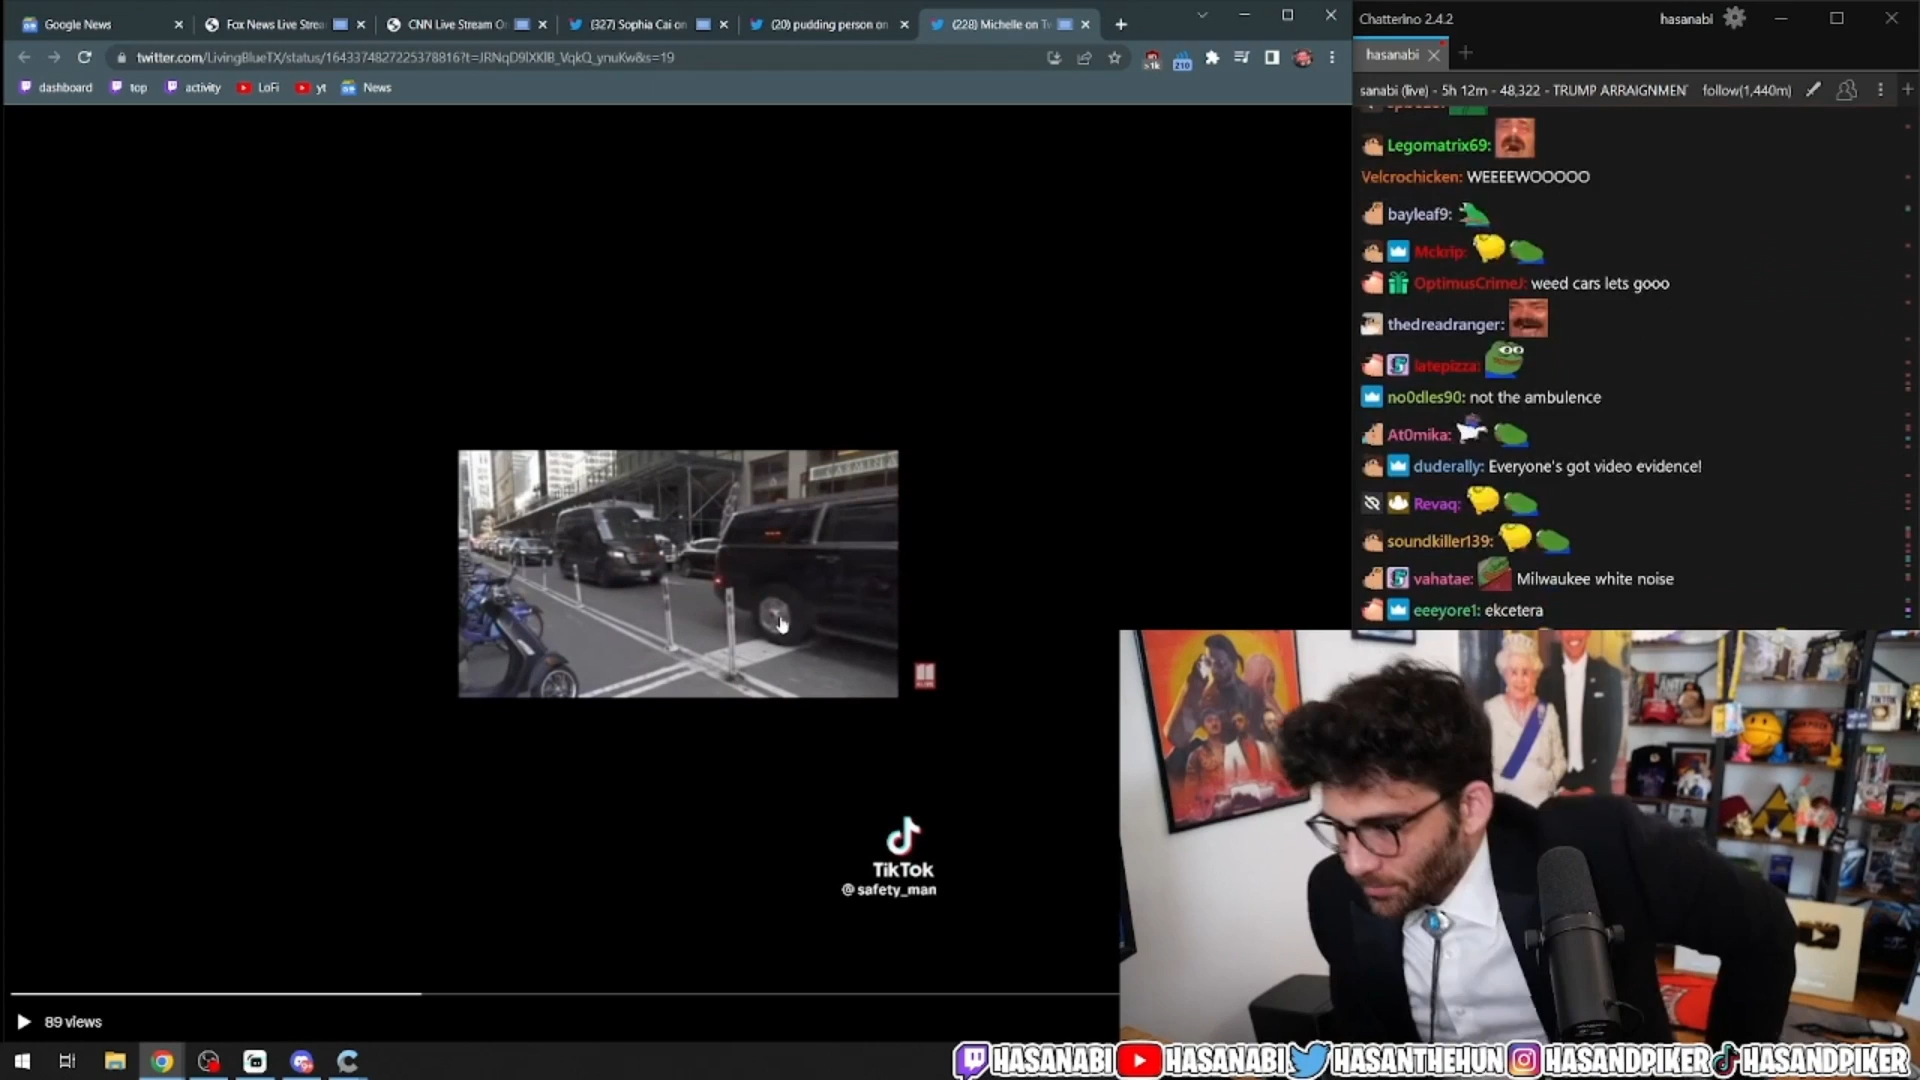 Google News
Fox News Live Strea
CNN Live Stream O
(327) Sophia Cai on
(20) pudding person on
(228) Michelle on T
twitter.com/LivingBlueTX/status/1643374827225378816?t=JRNqD9lXKlB_VqkQ_ynuKw&s=19
>1k
210
dashboard
top
activity
LoFi
yt
News
Chatterino 2.4.2
hasanabi
hasanabi
sanabi (live) - 5h 12m - 48,322 - TRUMP ARRAIGNMEN
follow(1,440m)
Legomatrix69:
Velcrochicken: WEEEEWOOOOO
bayleaf9:
Mckrip:
OptimusCrimeJ: weed cars lets gooo
thedreadranger:
latepizza:
no0dles90: not the ambulence
At0mika:
duderally: Everyone's got video evidence!
Revaq:
soundkiller139:
vahatae: Milwaukee white noise
eeeyore1: ekcetera
TikTok
@ safety_man
89 views
HASANABI
HASANABI
HASANTHEHUN
HASANDPIKER
HASANDPIKER